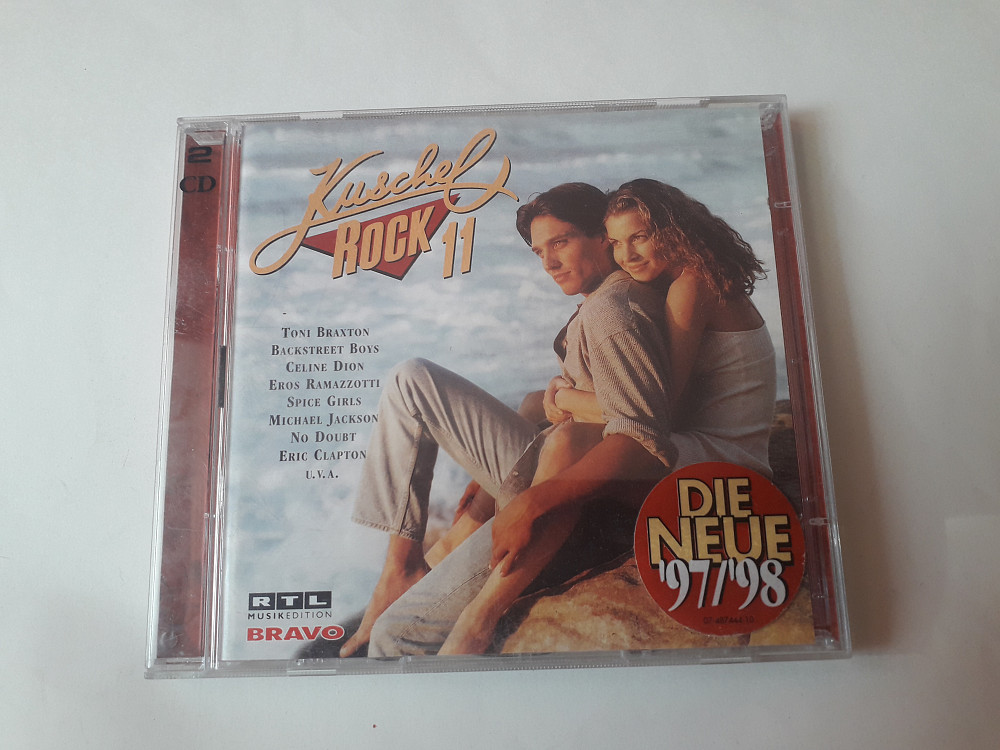 2
CD
Kuschel
ROCK 11
TONI BRAXTON
BACKSTREET BOYS
CELINE DION
EROS RAMAZZOTTI
SPICE GIRLS
MICHAEL JACKSON
NO DOUBT
ERIC CLAPTON
U.V.A.
RTL
MUSIKEDITION
BRAVO
DIE
NEUE
'97/'98